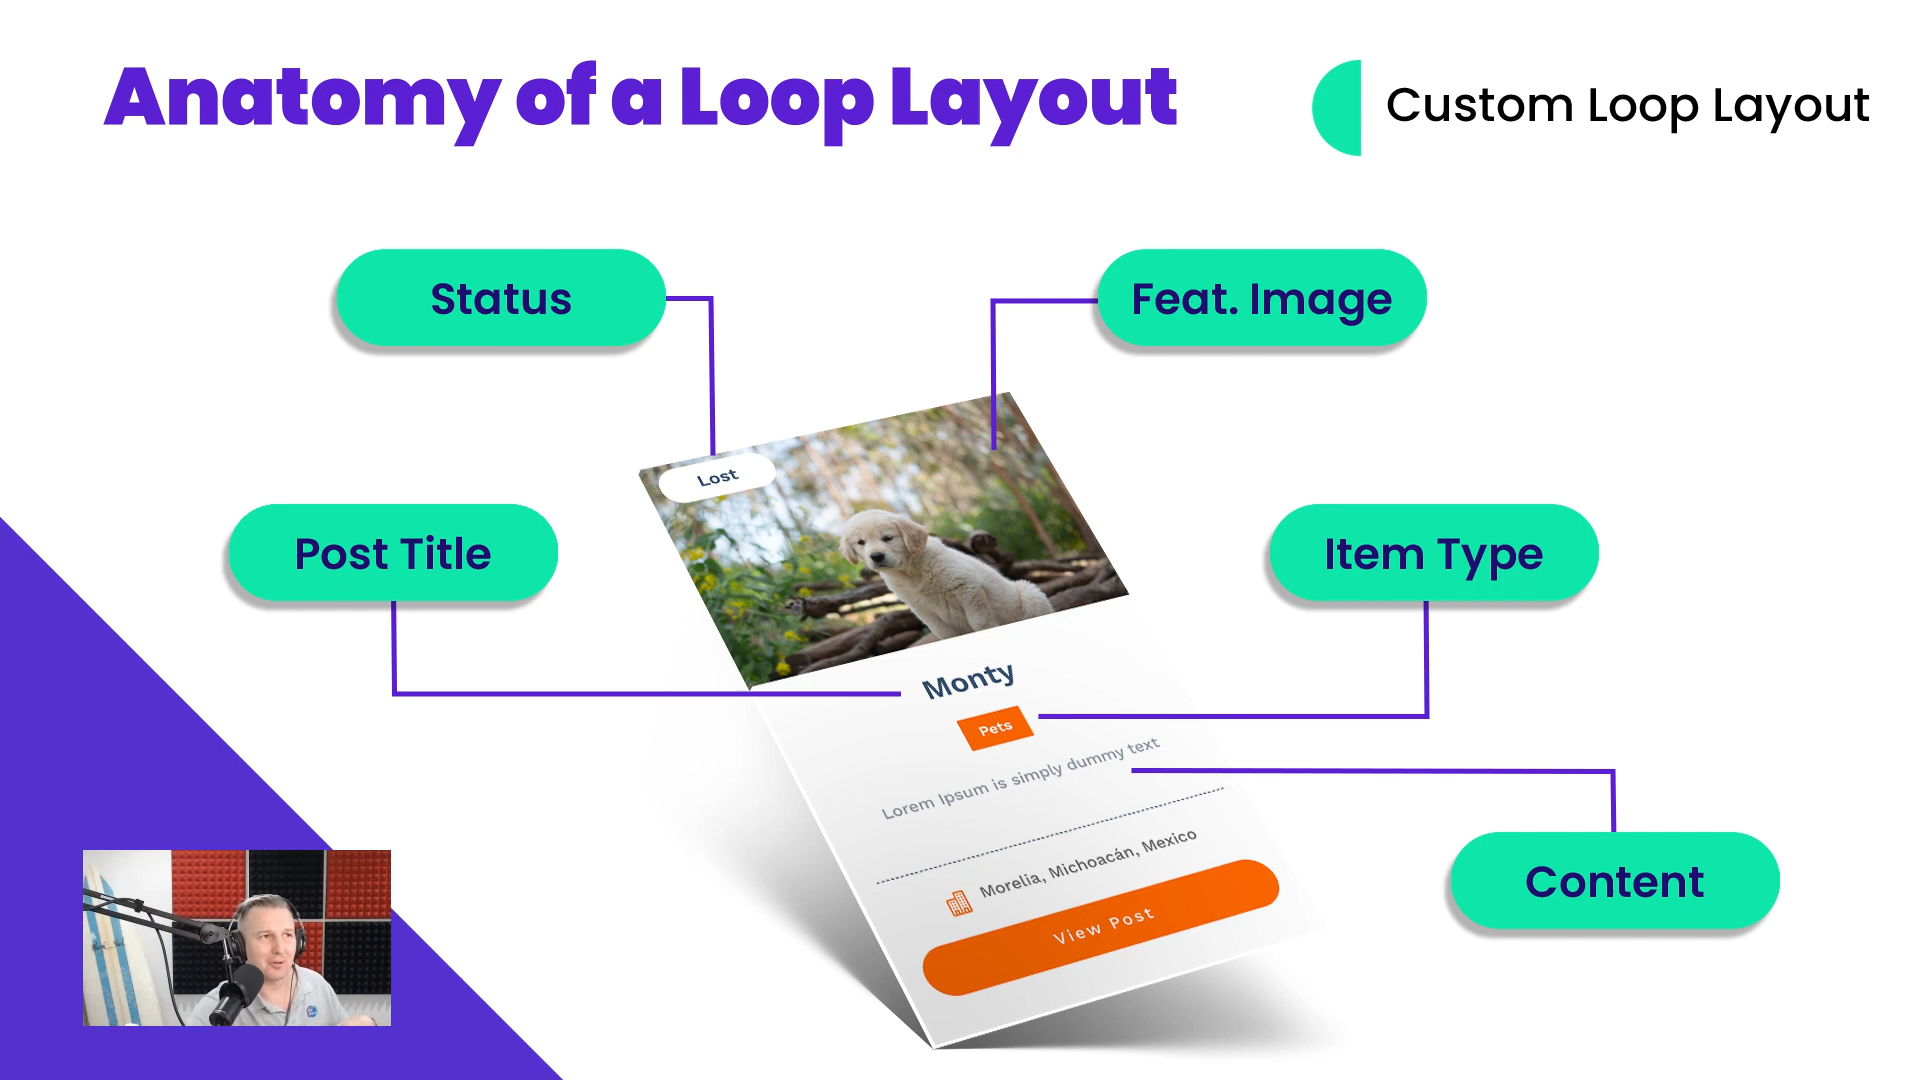 Anatomy of a Loop Layout
Custom Loop Layout
Status
Feat. Image
Lost
Post Title
Item Type
Monty
Pets
Lorem Ipsum is simply dummy text
Morelia, Michoacán, Mexico
Content
View Post